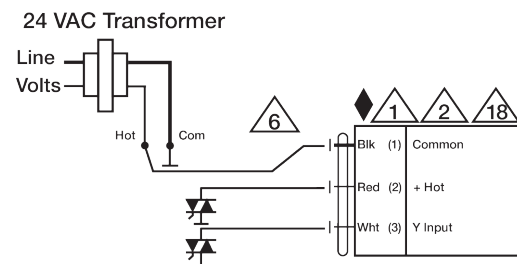 24 VAC Transformer
Line
Volts
Hot
Com
6
1
2
18
Blk (1) Common
Red (2) + Hot
Wht (3) Y Input